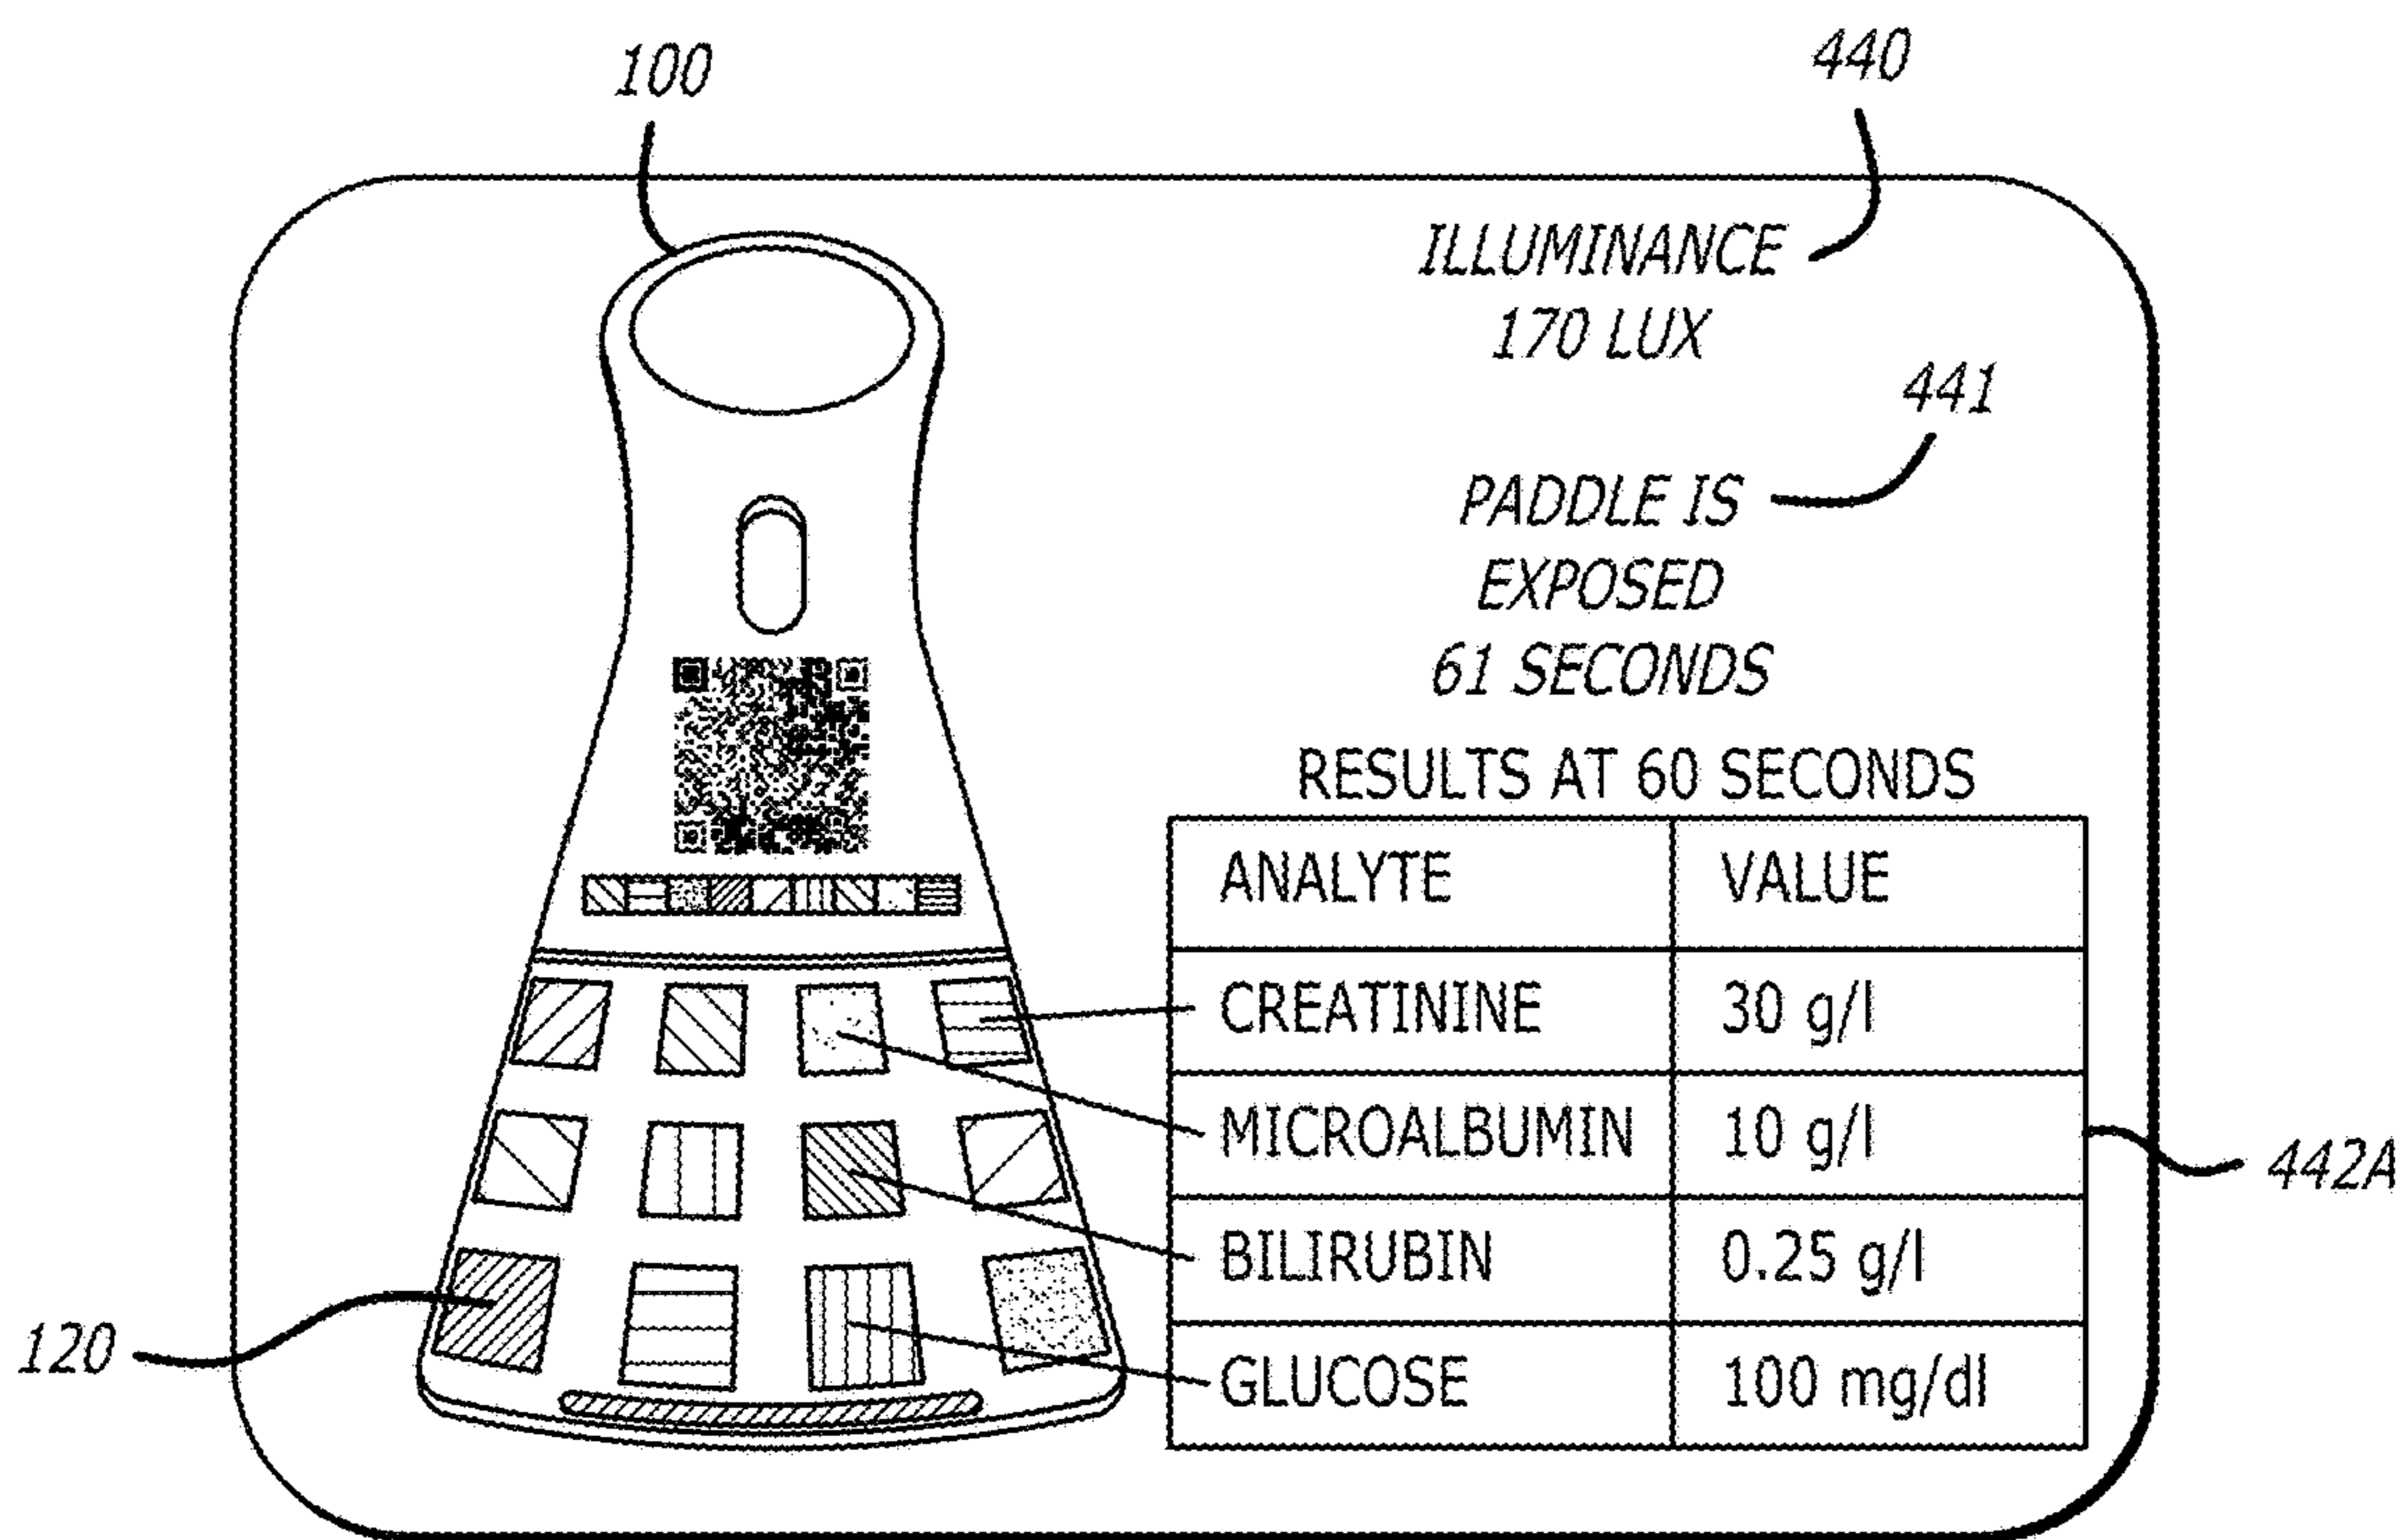 100
440
ILLUMINANCE
170 LUX
441
PADDLE IS
EXPOSED
61 SECONDS
RESULTS AT 60 SECONDS
ANALYTE VALUE
CREATININE 30 g/l
MICROALBUMIN 10 g/l
442A
BILIRUBIN 0.25 g/l
120
GLUCOSE 100 mg/dl